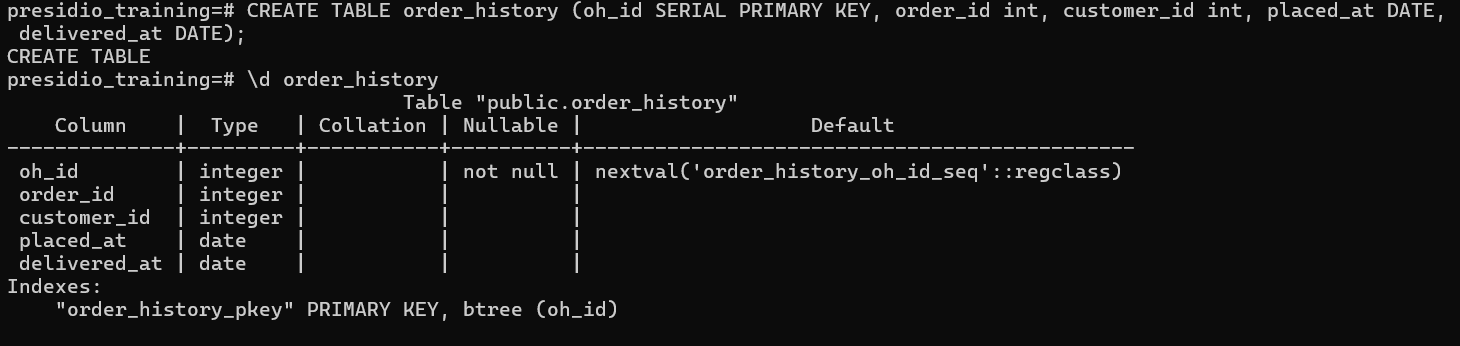 presidio_training=# CREATE TABLE order_history (oh_id SERIAL PRIMARY KEY, order_id int, customer_id int, placed_at DATE,
 delivered_at DATE);
CREATE TABLE
presidio_training=# \d order_history
                                 Table "public.order_history"
    Column    |  Type   | Collation | Nullable |                   Default
--------------+---------+-----------+----------+----------------------------------------------
 oh_id        | integer |           | not null | nextval('order_history_oh_id_seq'::regclass)
 order_id     | integer |           |          |
 customer_id  | integer |           |          |
 placed_at    | date    |           |          |
 delivered_at | date    |           |          |
Indexes:
    "order_history_pkey" PRIMARY KEY, btree (oh_id)